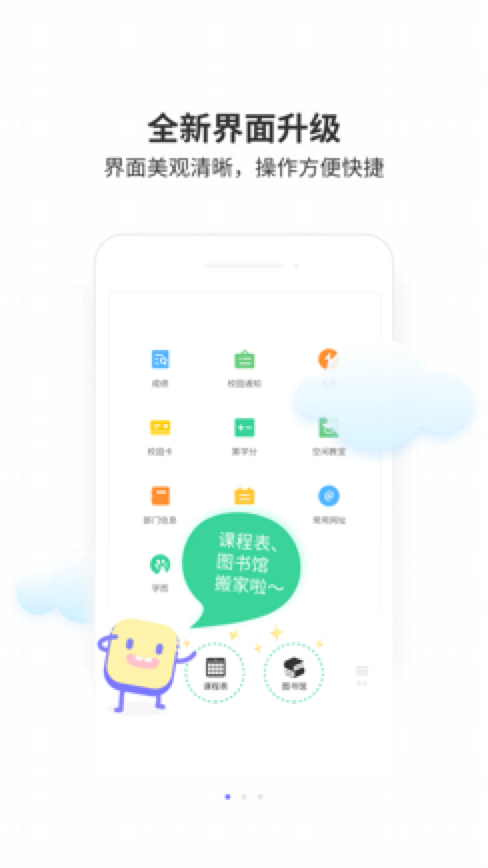 全新界面升级
界面美观清晰，操作方便快捷
成绩
校园通知
校园卡
算学分
空闲教室
部门信息
常用网址
课程表、
图书馆
搬家啦～
学而
课程表
图书馆